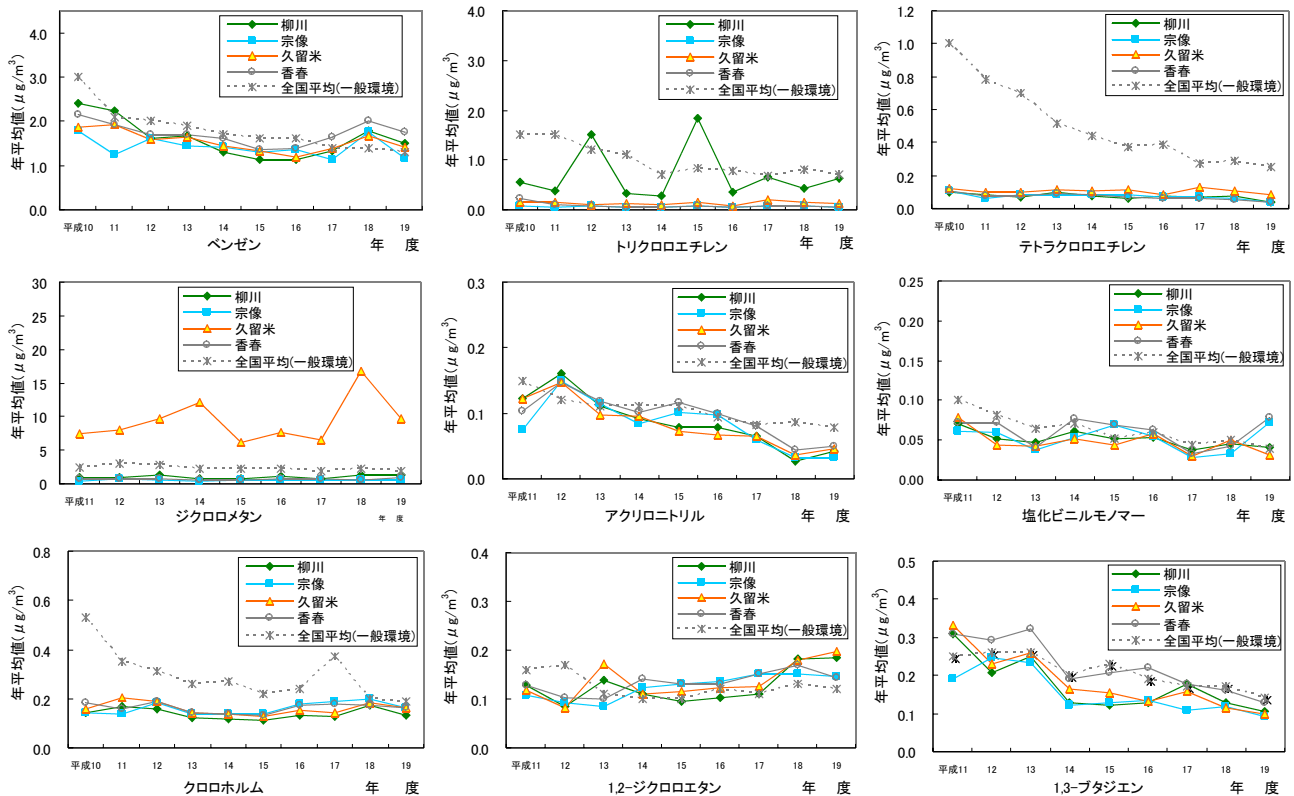 年平均値(μg/m³)
4.0
3.0
2.0
1.0
0.0
柳川
宗像
久留米
香春
全国平均(一般環境)
平成10 11 12 13 14 15 16 17 18 19
ベンゼン 年 度
年平均値(μg/m³)
4.0
3.0
2.0
1.0
0.0
柳川
宗像
久留米
香春
全国平均(一般環境)
平成10 11 12 13 14 15 16 17 18 19
トリクロロエチレン 年 度
年平均値(μg/m³)
1.2
1.0
0.8
0.6
0.4
0.2
0.0
柳川
宗像
久留米
香春
全国平均(一般環境)
平成10 11 12 13 14 15 16 17 18 19
テトラクロロエチレン 年 度
年平均値(μg/m³)
30
25
20
15
10
5
0
柳川
宗像
久留米
香春
全国平均(一般環境)
平成11 12 13 14 15 16 17 18 19
ジクロロメタン 年 度
年平均値(μg/m³)
0.3
0.2
0.1
0.0
柳川
宗像
久留米
香春
全国平均(一般環境)
平成11 12 13 14 15 16 17 18 19
アクリロニトリル 年 度
年平均値(μg/m³)
0.25
0.20
0.15
0.10
0.05
0.00
柳川
宗像
久留米
香春
全国平均(一般環境)
平成11 12 13 14 15 16 17 18 19
塩化ビニルモノマー 年 度
年平均値(μg/m³)
0.8
0.6
0.4
0.2
0.0
柳川
宗像
久留米
香春
全国平均(一般環境)
平成10 11 12 13 14 15 16 17 18 19
クロロホルム 年 度
年平均値(μg/m³)
0.4
0.3
0.2
0.1
0.0
柳川
宗像
久留米
香春
全国平均(一般環境)
平成11 12 13 14 15 16 17 18 19
1,2-ジクロロエタン 年 度
年平均値(μg/m³)
0.5
0.4
0.3
0.2
0.1
0.0
柳川
宗像
久留米
香春
全国平均(一般環境)
平成11 12 13 14 15 16 17 18 19
1,3-ブタジエン 年 度